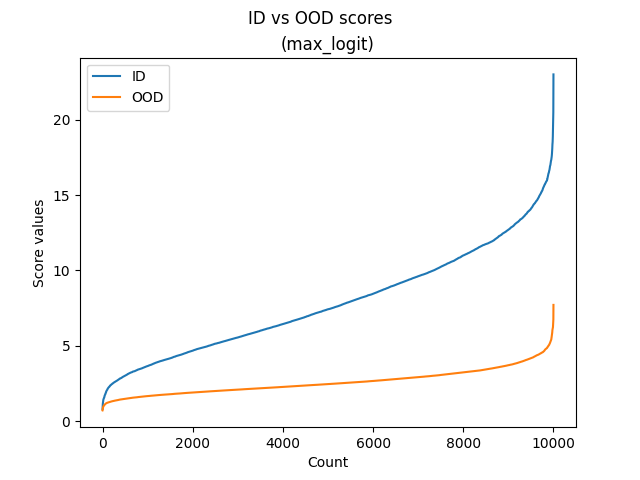 ID vs OOD scores
(max_logit)
ID
OOD
20
15
10
5
0
Score values
0
2000
4000
6000
8000
10000
Count